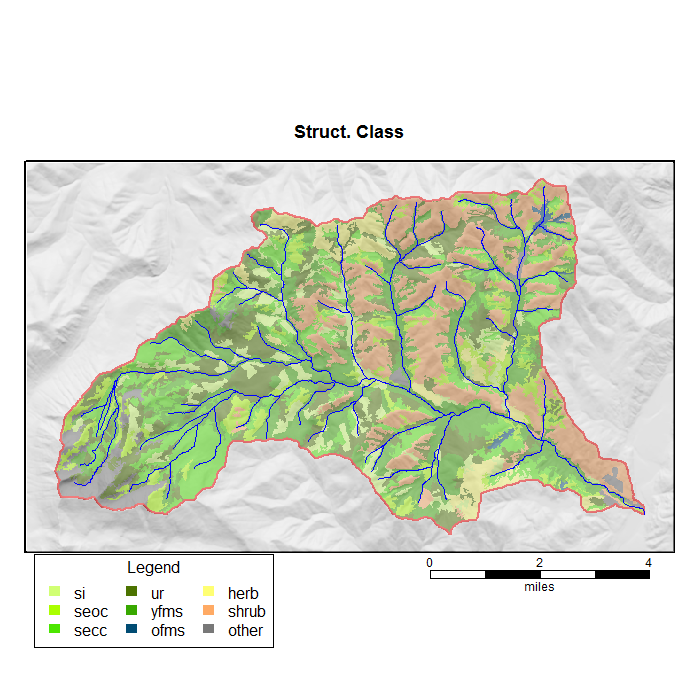 Struct. Class
Legend
si ur herb
seoc yfms shrub
secc ofms other
0 2 4
miles